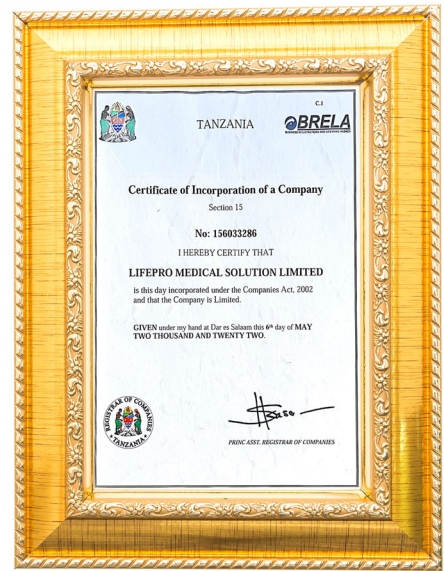 C.1
TANZANIA
BRELA
BUSINESS REGISTRATIONS AND LICENSING AGENCY
Certificate of Incorporation of a Company
Section 15
No: 156033286
I HEREBY CERTIFY THAT
LIFEPRO MEDICAL SOLUTION LIMITED
is this day incorporated under the Companies Act, 2002
and that the Company is Limited.
GIVEN under my hand at Dar es Salaam this 6th day of MAY
TWO THOUSAND AND TWENTY TWO.
REGISTRAR OF COMPANIES
TANZANIA
PRINC ASST. REGISTRAR OF COMPANIES